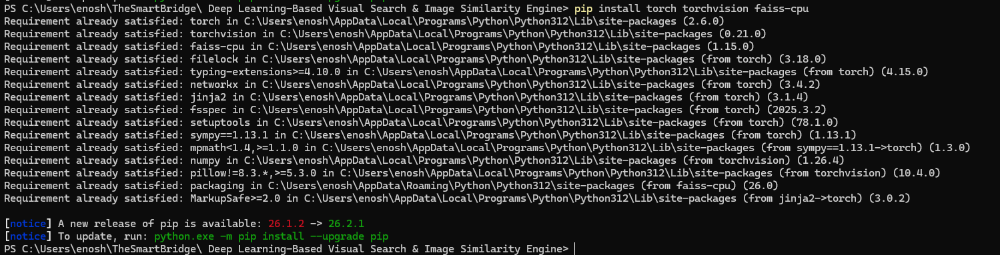 PS C:\Users\enosh\TheSmartBridge\ Deep Learning-Based Visual Search & Image Similarity Engine> pip install torch torchvision faiss-cpu
Requirement already satisfied: torch in C:\Users\enosh\AppData\Local\Programs\Python\Python312\Lib\site-packages (2.6.0)
Requirement already satisfied: torchvision in C:\Users\enosh\AppData\Local\Programs\Python\Python312\Lib\site-packages (0.21.0)
Requirement already satisfied: faiss-cpu in C:\Users\enosh\AppData\Local\Programs\Python\Python312\Lib\site-packages (1.15.0)
Requirement already satisfied: filelock in C:\Users\enosh\AppData\Local\Programs\Python\Python312\Lib\site-packages (from torch) (3.18.0)
Requirement already satisfied: typing-extensions>=4.10.0 in C:\Users\enosh\AppData\Local\Programs\Python\Python312\Lib\site-packages (from torch) (4.15.0)
Requirement already satisfied: networkx in C:\Users\enosh\AppData\Local\Programs\Python\Python312\Lib\site-packages (from torch) (3.4.2)
Requirement already satisfied: jinja2 in C:\Users\enosh\AppData\Local\Programs\Python\Python312\Lib\site-packages (from torch) (3.1.4)
Requirement already satisfied: fsspec in C:\Users\enosh\AppData\Local\Programs\Python\Python312\Lib\site-packages (from torch) (2025.3.2)
Requirement already satisfied: setuptools in C:\Users\enosh\AppData\Local\Programs\Python\Python312\Lib\site-packages (from torch) (78.1.0)
Requirement already satisfied: sympy==1.13.1 in C:\Users\enosh\AppData\Local\Programs\Python\Python312\Lib\site-packages (from torch) (1.13.1)
Requirement already satisfied: mpmath<1.4,>=1.1.0 in C:\Users\enosh\AppData\Local\Programs\Python\Python312\Lib\site-packages (from sympy==1.13.1->torch) (1.3.0)
Requirement already satisfied: numpy in C:\Users\enosh\AppData\Local\Programs\Python\Python312\Lib\site-packages (from torchvision) (1.26.4)
Requirement already satisfied: pillow!=8.3.*,>=5.3.0 in C:\Users\enosh\AppData\Local\Programs\Python\Python312\Lib\site-packages (from torchvision) (10.4.0)
Requirement already satisfied: packaging in C:\Users\enosh\AppData\Roaming\Python\Python312\site-packages (from faiss-cpu) (26.0)
Requirement already satisfied: MarkupSafe>=2.0 in C:\Users\enosh\AppData\Local\Programs\Python\Python312\Lib\site-packages (from jinja2->torch) (3.0.2)
[notice] A new release of pip is available: 26.1.2 -> 26.2.1
[notice] To update, run: python.exe -m pip install --upgrade pip
PS C:\Users\enosh\TheSmartBridge\ Deep Learning-Based Visual Search & Image Similarity Engine>